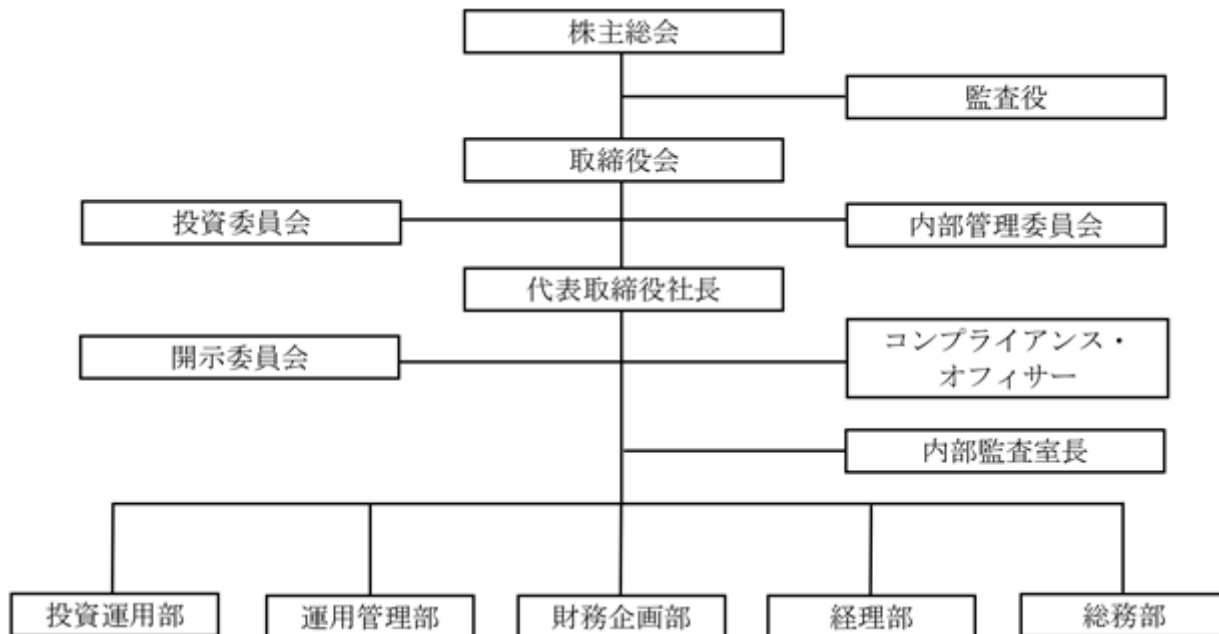 株主総会
監査役
取締役会
投資委員会
内部管理委員会
代表取締役社長
開示委員会
コンプライアンス・
オフィサー
内部監査室長
投資運用部
運用管理部
財務企画部
経理部
総務部